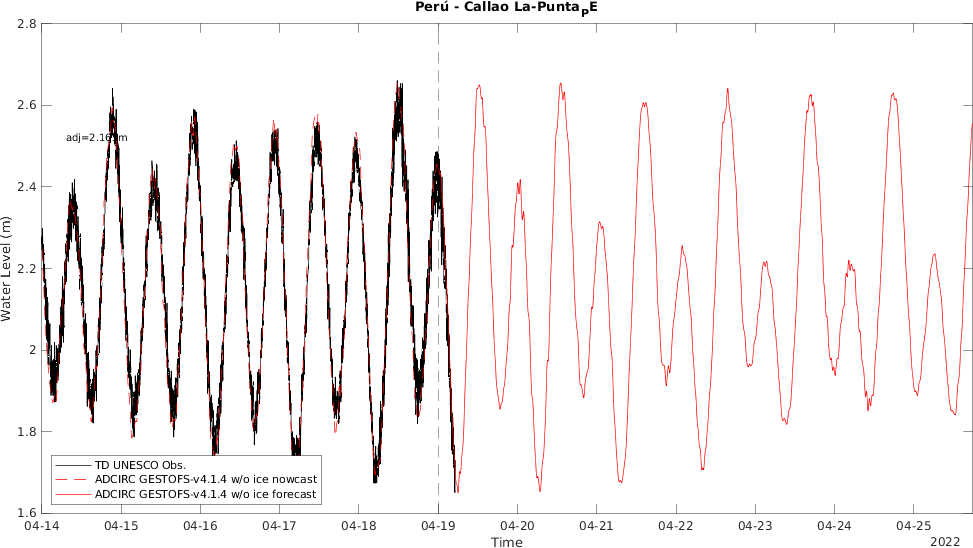 Perú - Callao La-PuntaPE
2.8
2.6
2.4
2.2
2
1.8
1.6
Water Level (m)
TD UNESCO Obs.
ADCIRC GESTOFS-v4.1.4 w/o ice nowcast
ADCIRC GESTOFS-v4.1.4 w/o ice forecast
04-14 04-15 04-16 04-17 04-18 04-19 04-20 04-21 04-22 04-23 04-24 04-25
Time
2022